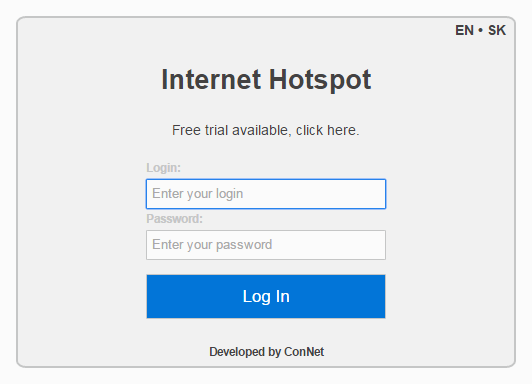 EN • SK
Internet Hotspot
Free trial available, click here.
Login:
Enter your login
Password:
Enter your password
Log In
Developed by ConNet